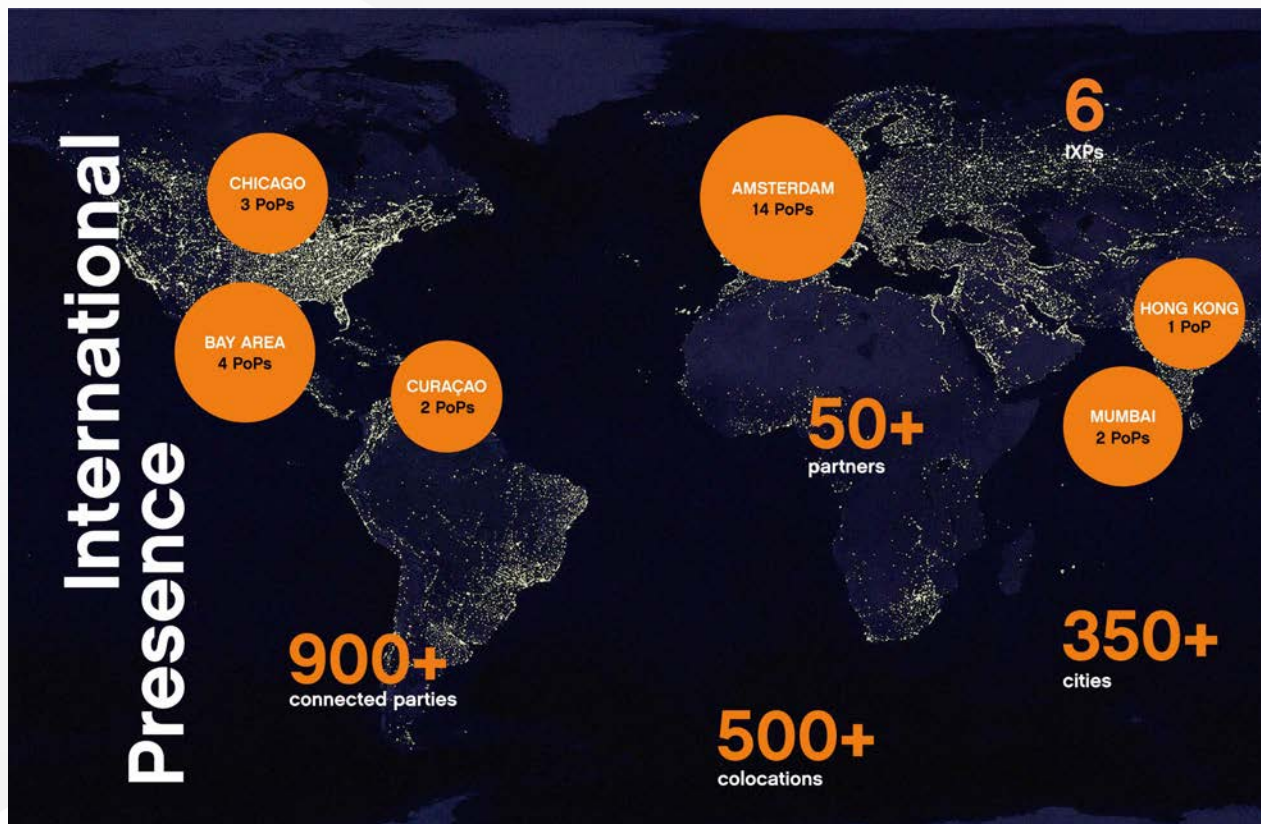 International
Presence
CHICAGO
3 PoPs
BAY AREA
4 PoPs
CURAÇAO
2 PoPs
AMSTERDAM
14 PoPs
6
IXPs
HONG KONG
1 PoP
MUMBAI
2 PoPs
50+
partners
900+
connected parties
350+
cities
500+
colocations